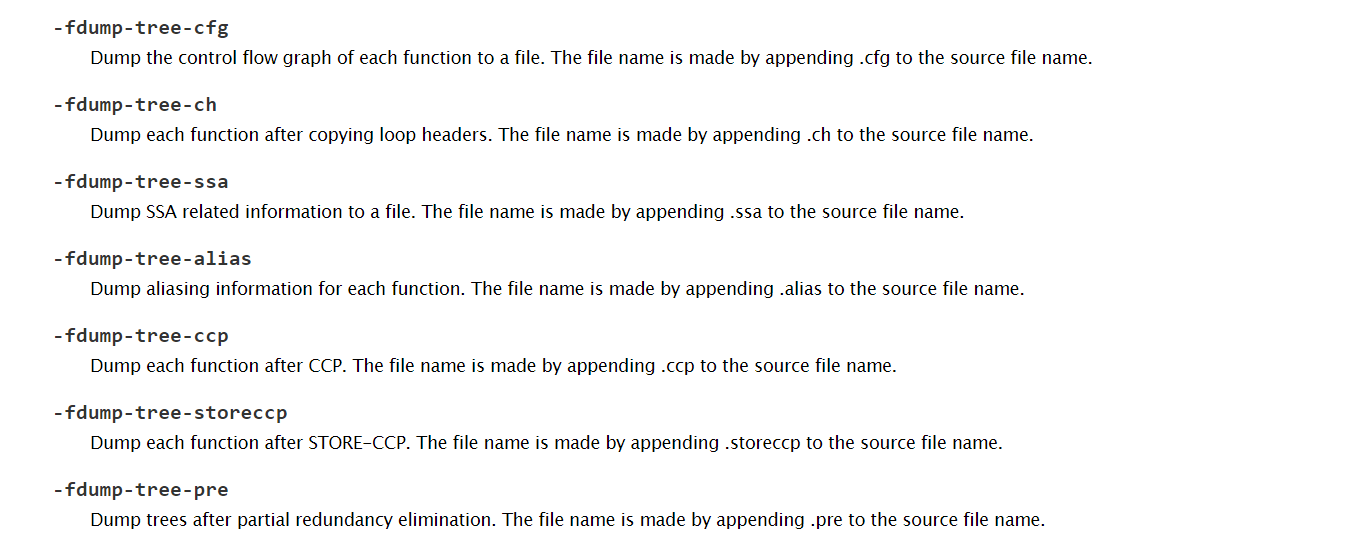 -fdump-tree-cfg
Dump the control flow graph of each function to a file. The file name is made by appending .cfg to the source file name.
-fdump-tree-ch
Dump each function after copying loop headers. The file name is made by appending .ch to the source file name.
-fdump-tree-ssa
Dump SSA related information to a file. The file name is made by appending .ssa to the source file name.
-fdump-tree-alias
Dump aliasing information for each function. The file name is made by appending .alias to the source file name.
-fdump-tree-ccp
Dump each function after CCP. The file name is made by appending .ccp to the source file name.
-fdump-tree-storeccp
Dump each function after STORE-CCP. The file name is made by appending .storeccp to the source file name.
-fdump-tree-pre
Dump trees after partial redundancy elimination. The file name is made by appending .pre to the source file name.